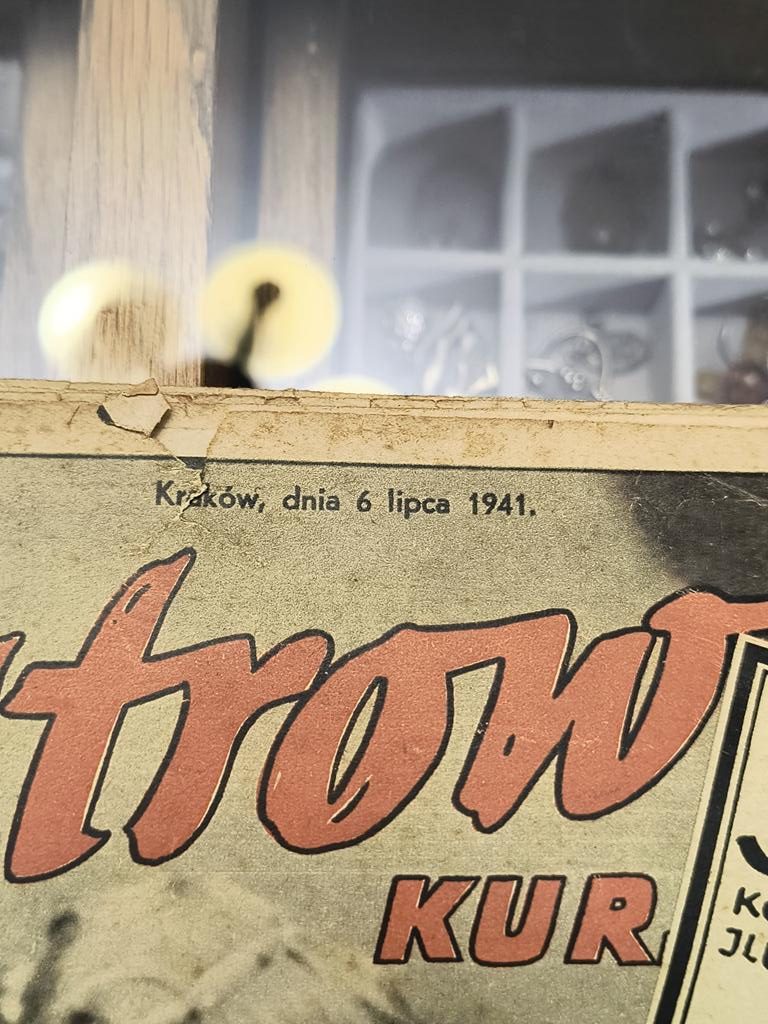 Kraków, dnia 6 lipca 1941.
trow
KUR